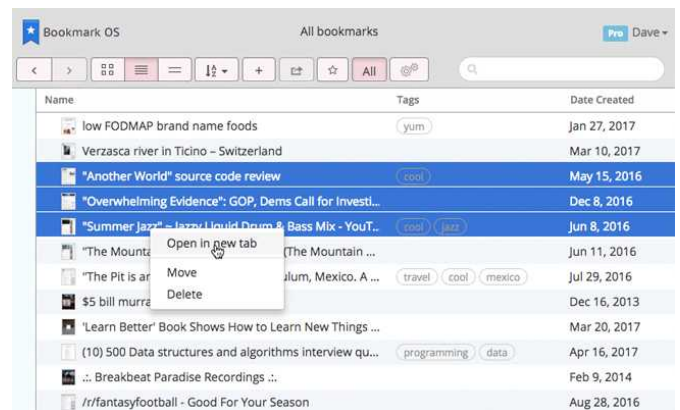 Bookmark OS All bookmarks Pro Dave
All
Name Tags Date Created
low FODMAP brand name foods yum Jan 27, 2017
Verzasca river in Ticino – Switzerland Mar 10, 2017
"Another World" source code review cool May 15, 2016
"Overwhelming Evidence": GOP, Dems Call for Investi... Dec 8, 2016
"Summer Jazz" ~ Jazzy Liquid Drum & Bass Mix - YouT.. cool jazz Jun 8, 2016
Open in new tab
"The Mounta (The Mountain ... Jun 11, 2016
"The Pit is ar ulum, Mexico. A ... travel cool mexico Jul 29, 2016
Move
$5 bill murra Dec 16, 2013
Delete
'Learn Better' Book Shows How to Learn New Things ... Mar 20, 2017
(10) 500 Data structures and algorithms interview qu... programming data Apr 16, 2017
.:. Breakbeat Paradise Recordings .:. Feb 9, 2014
/r/fantasyfootball - Good For Your Season Aug 28, 2016